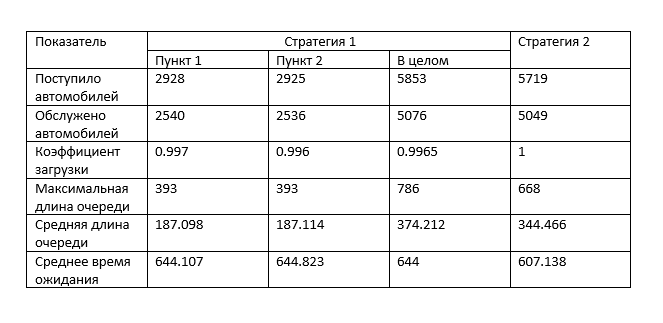 Показатель Стратегия 1 Стратегия 2
Пункт 1 Пункт 2 В целом
Поступило 2928 2925 5853 5719
автомобилей
Обслужено 2540 2536 5076 5049
автомобилей
Коэффициент 0.997 0.996 0.9965 1
загрузки
Максимальная 393 393 786 668
длина очереди
Средняя длина 187.098 187.114 374.212 344.466
очереди
Среднее время 644.107 644.823 644 607.138
ожидания